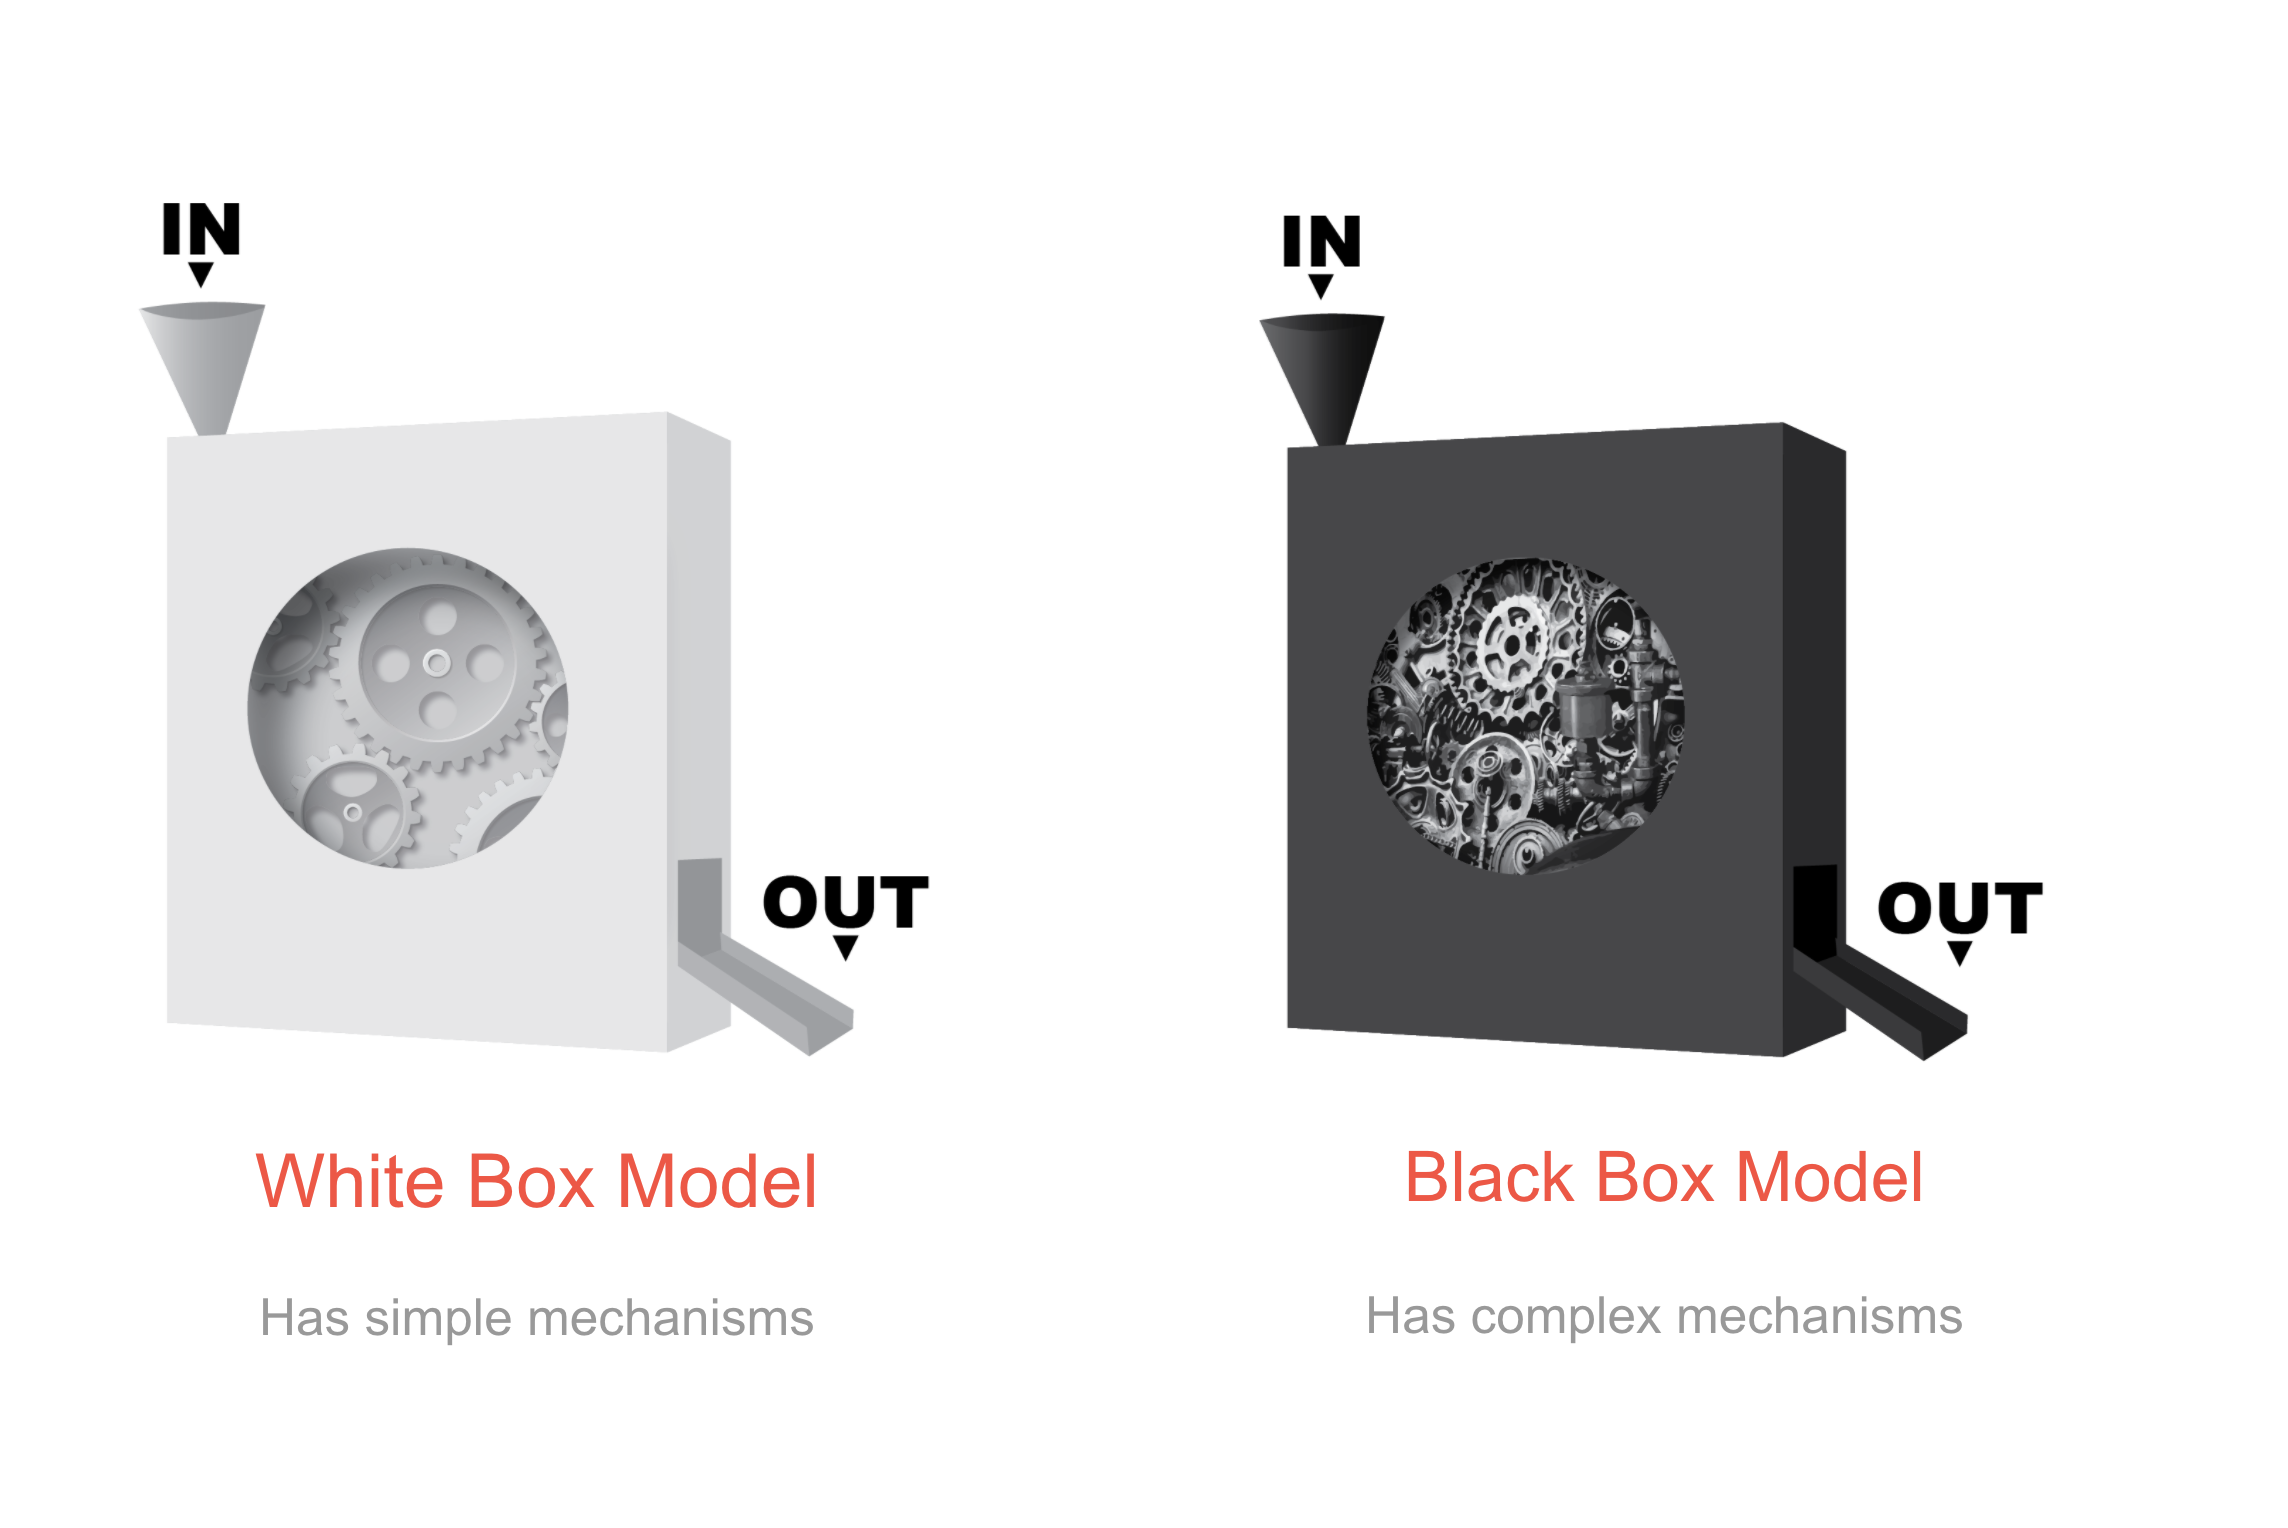 IN
OUT
White Box Model
Has simple mechanisms
IN
OUT
Black Box Model
Has complex mechanisms